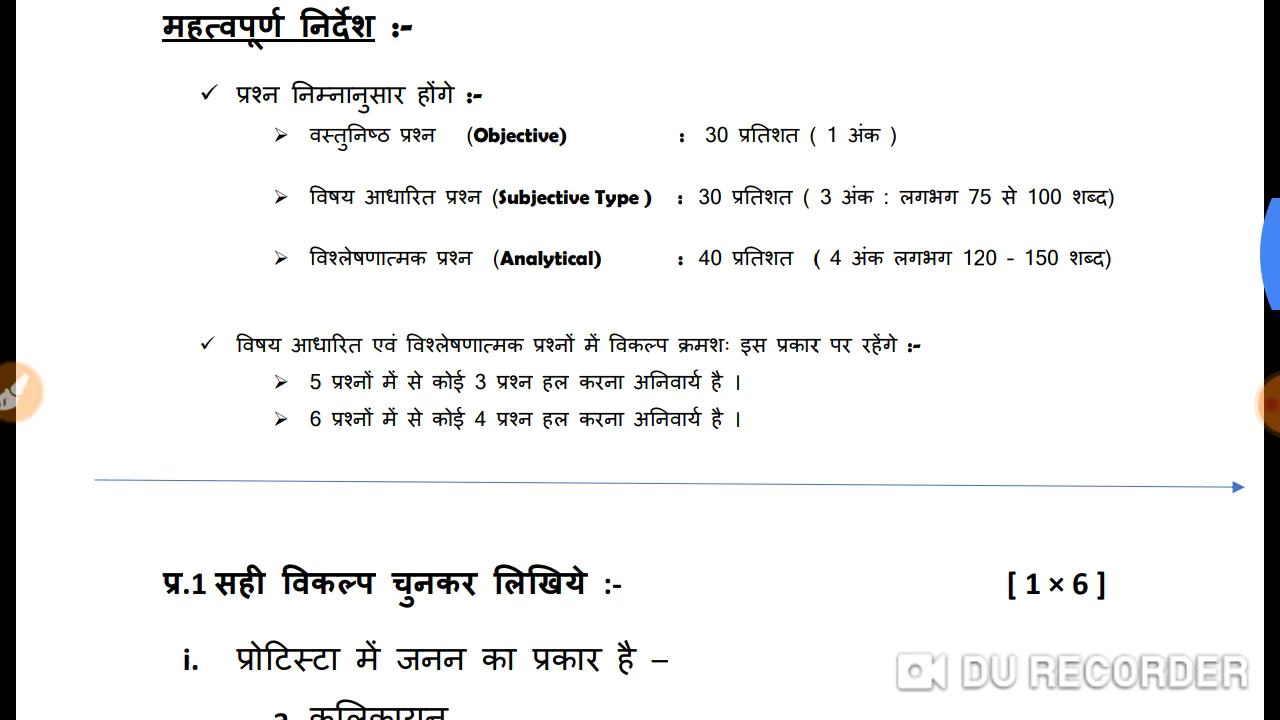 महत्वपूर्ण निर्देश :-
प्रश्न निम्नानुसार होंगे :-
वस्तुनिष्ठ प्रश्न (Objective) : 30 प्रतिशत ( 1 अंक )
विषय आधारित प्रश्न (Subjective Type ) : 30 प्रतिशत ( 3 अंक : लगभग 75 से 100 शब्द)
विश्लेषणात्मक प्रश्न (Analytical) : 40 प्रतिशत ( 4 अंक लगभग 120 - 150 शब्द)
विषय आधारित एवं विश्लेषणात्मक प्रश्नों में विकल्प क्रमशः इस प्रकार पर रहेंगे :-
5 प्रश्नों में से कोई 3 प्रश्न हल करना अनिवार्य है ।
6 प्रश्नों में से कोई 4 प्रश्न हल करना अनिवार्य है ।
प्र.1 सही विकल्प चुनकर लिखिये :- [ 1 × 6 ]
i. प्रोटिस्टा में जनन का प्रकार है –
a. कलिकायन
DU RECORDER